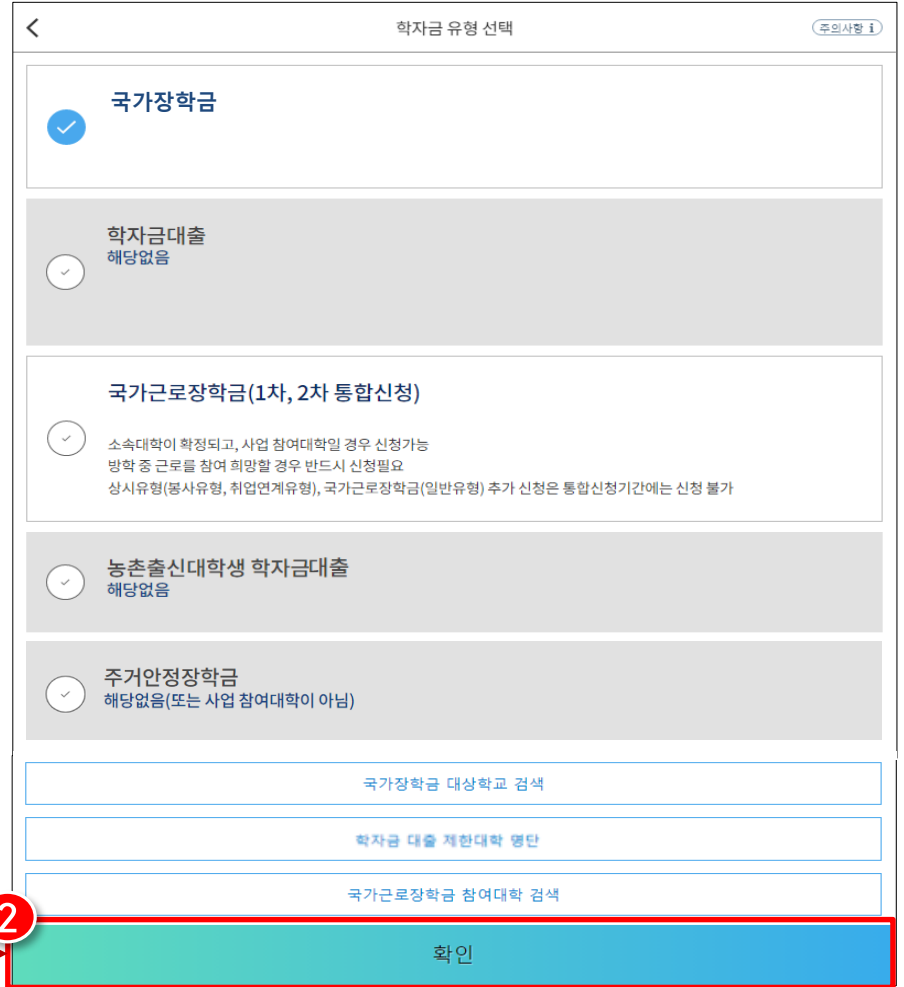 학자금 유형 선택
주의사항 i
국가장학금
학자금대출
해당없음
국가근로장학금(1차, 2차 통합신청)
소속대학이 확정되고, 사업 참여대학일 경우 신청가능
방학 중 근로를 참여 희망할 경우 반드시 신청필요
상시유형(봉사유형, 취업연계유형), 국가근로장학금(일반유형) 추가 신청은 통합신청기간에는 신청 불가
농촌출신대학생 학자금대출
해당없음
주거안정장학금
해당없음(또는 사업 참여대학이 아님)
국가장학금 대상학교 검색
학자금 대출 제한대학 명단
국가근로장학금 참여대학 검색
2
확인